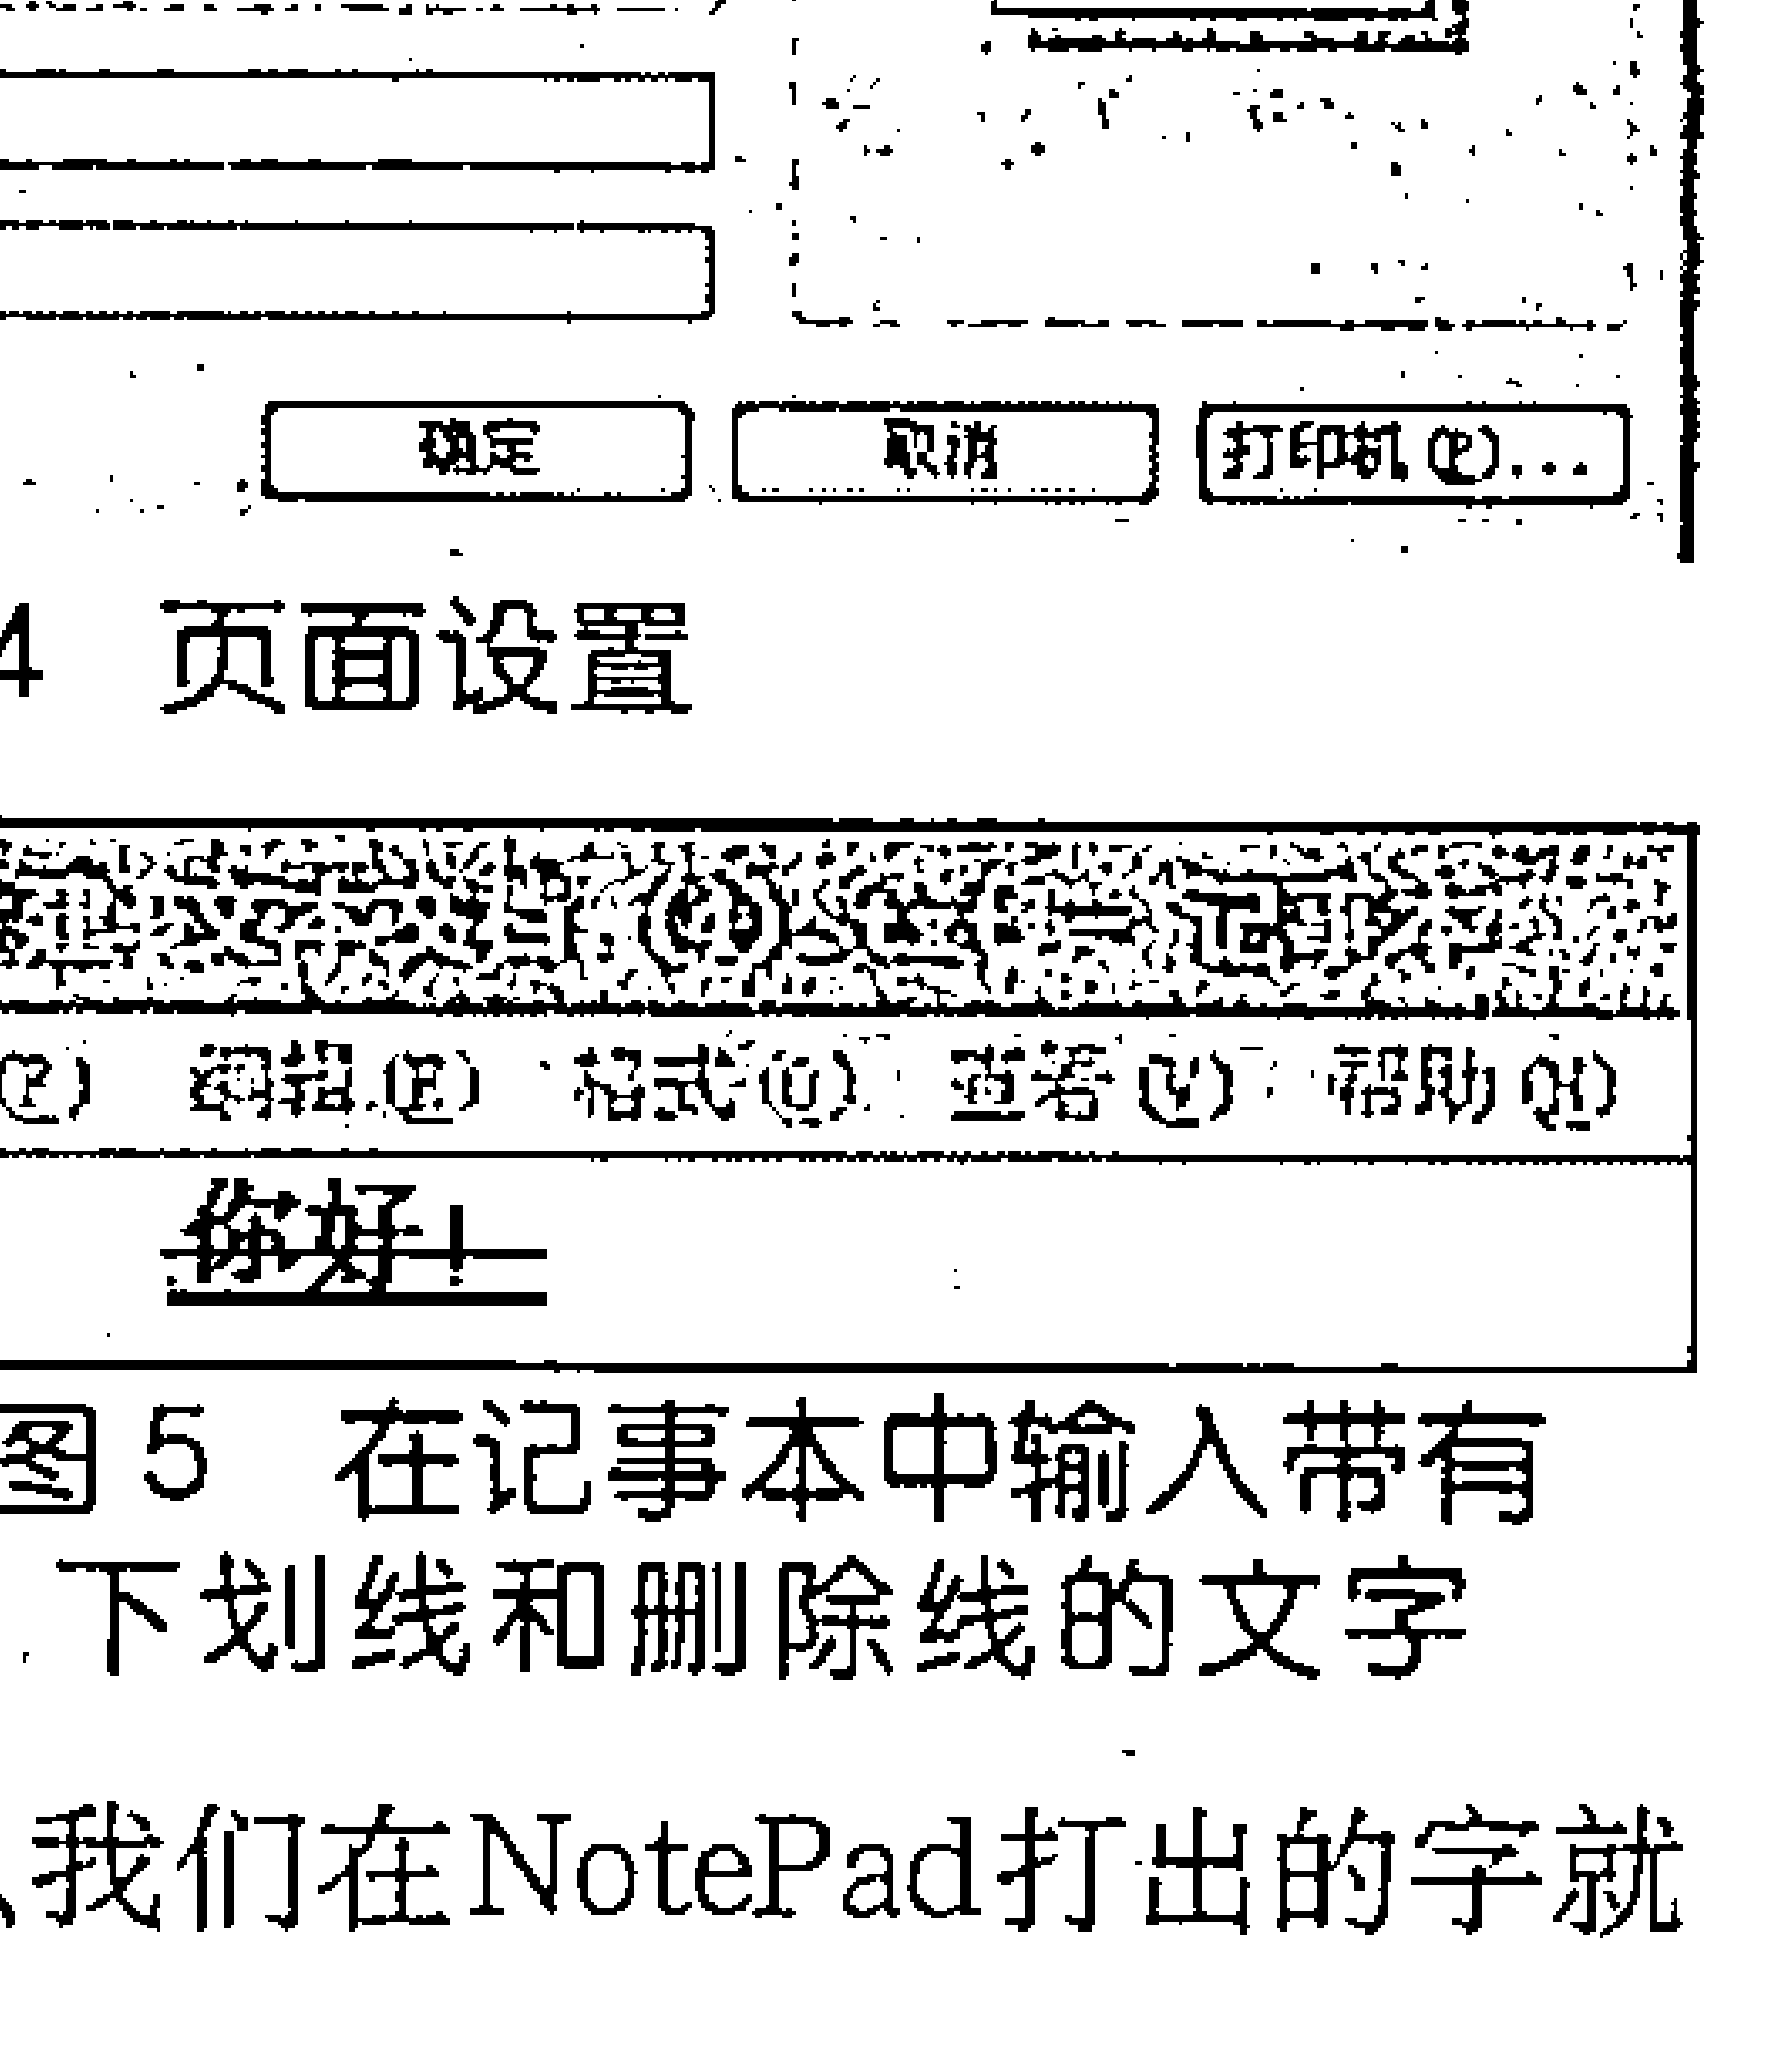 确定 取消 打印机(P)...
4 页面设置
编辑(E) 格式(O) 查看(V) 帮助(H)
你好!
图5 在记事本中输入带有
下划线和删除线的文字
我们在NotePad打出的字就